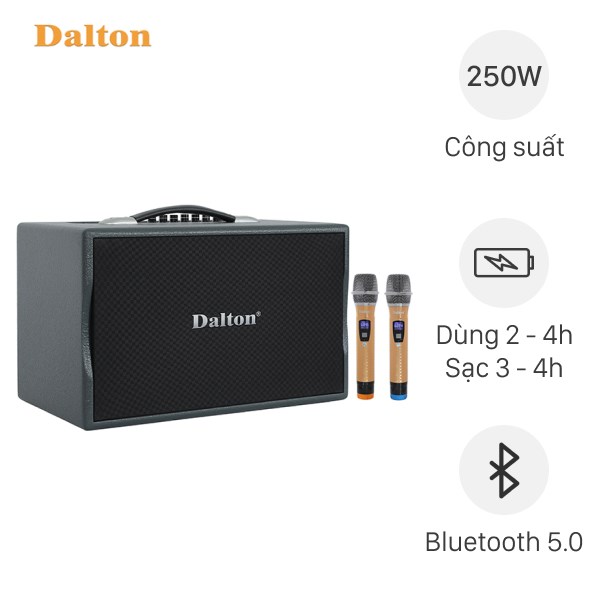 Dalton
250W
Công suất
Dalton®
Dùng 2 - 4h
Sạc 3 - 4h
Bluetooth 5.0